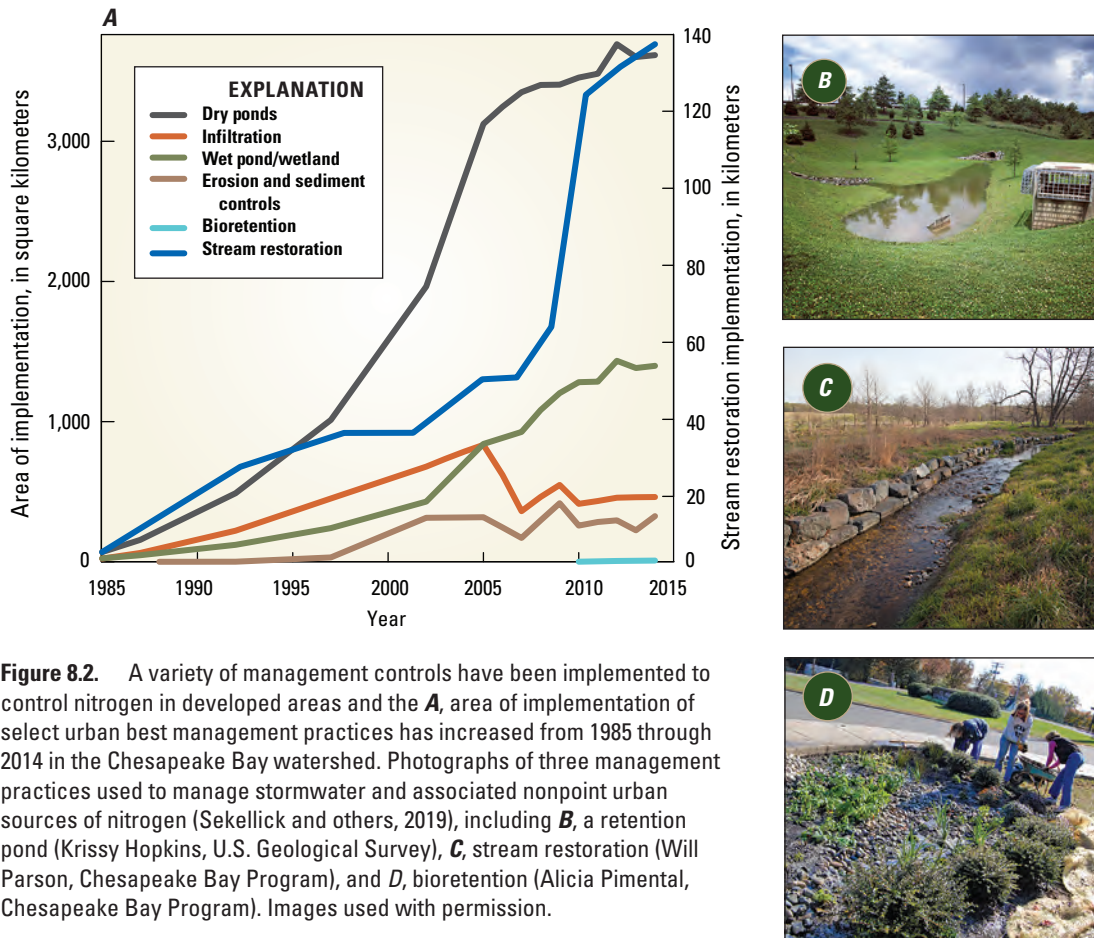 A
Area of implementation, in square kilometers
3,000
2,000
1,000
0
EXPLANATION
Dry ponds
Infiltration
Wet pond/wetland
Erosion and sediment
controls
Bioretention
Stream restoration
140
120
100
80
60
40
20
0
Stream restoration implementation, in kilometers
1985 1990 1995 2000 2005 2010 2015
Year
B
C
D
Figure 8.2. A variety of management controls have been implemented to
control nitrogen in developed areas and the A, area of implementation of
select urban best management practices has increased from 1985 through
2014 in the Chesapeake Bay watershed. Photographs of three management
practices used to manage stormwater and associated nonpoint urban
sources of nitrogen (Sekellick and others, 2019), including B, a retention
pond (Krissy Hopkins, U.S. Geological Survey), C, stream restoration (Will
Parson, Chesapeake Bay Program), and D, bioretention (Alicia Pimental,
Chesapeake Bay Program). Images used with permission.